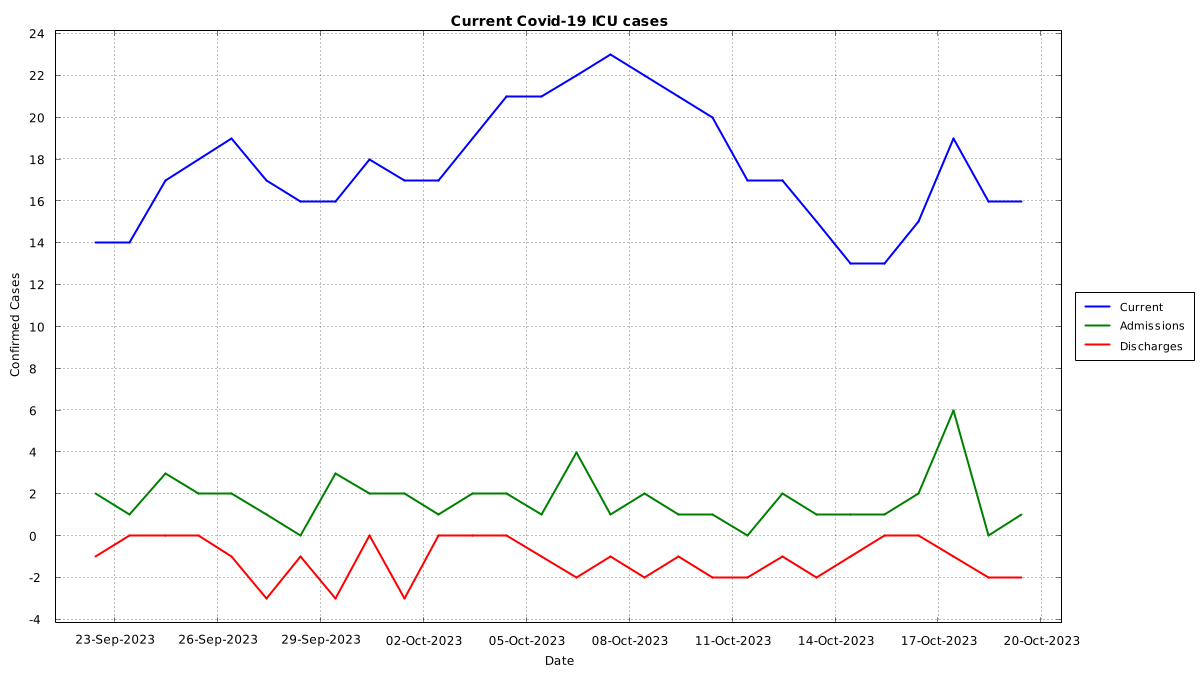 Current Covid-19 ICU cases
24
22
20
18
16
14
12
10
8
6
4
2
0
-2
-4
Confirmed Cases
23-Sep-2023 26-Sep-2023 29-Sep-2023 02-Oct-2023 05-Oct-2023 08-Oct-2023 11-Oct-2023 14-Oct-2023 17-Oct-2023 20-Oct-2023
Date
Current
Admissions
Discharges